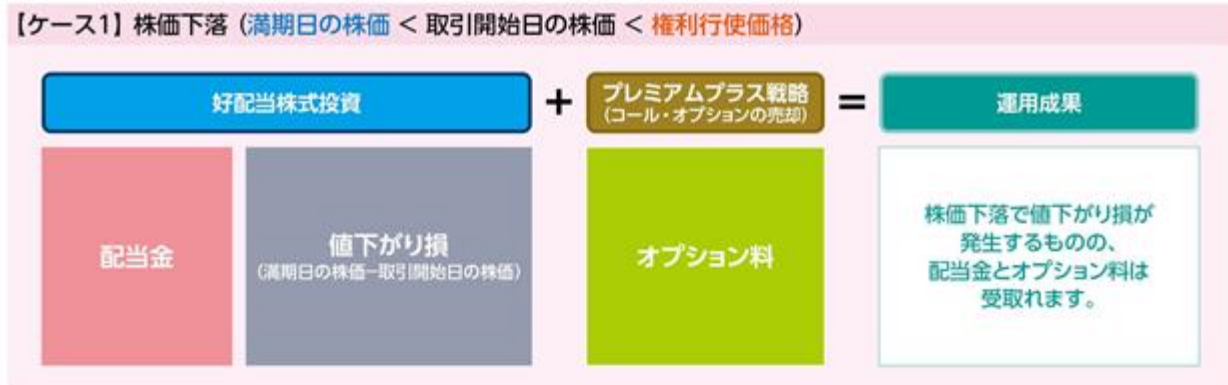 【ケース1】株価下落（満期日の株価 < 取引開始日の株価 < 権利行使価格）
好配当株式投資
+
プレミアムプラス戦略
（コール・オプションの売却）
=
運用成果
配当金
値下がり損
（満期日の株価−取引開始日の株価）
オプション料
株価下落で値下がり損が
発生するものの、
配当金とオプション料は
受取れます。